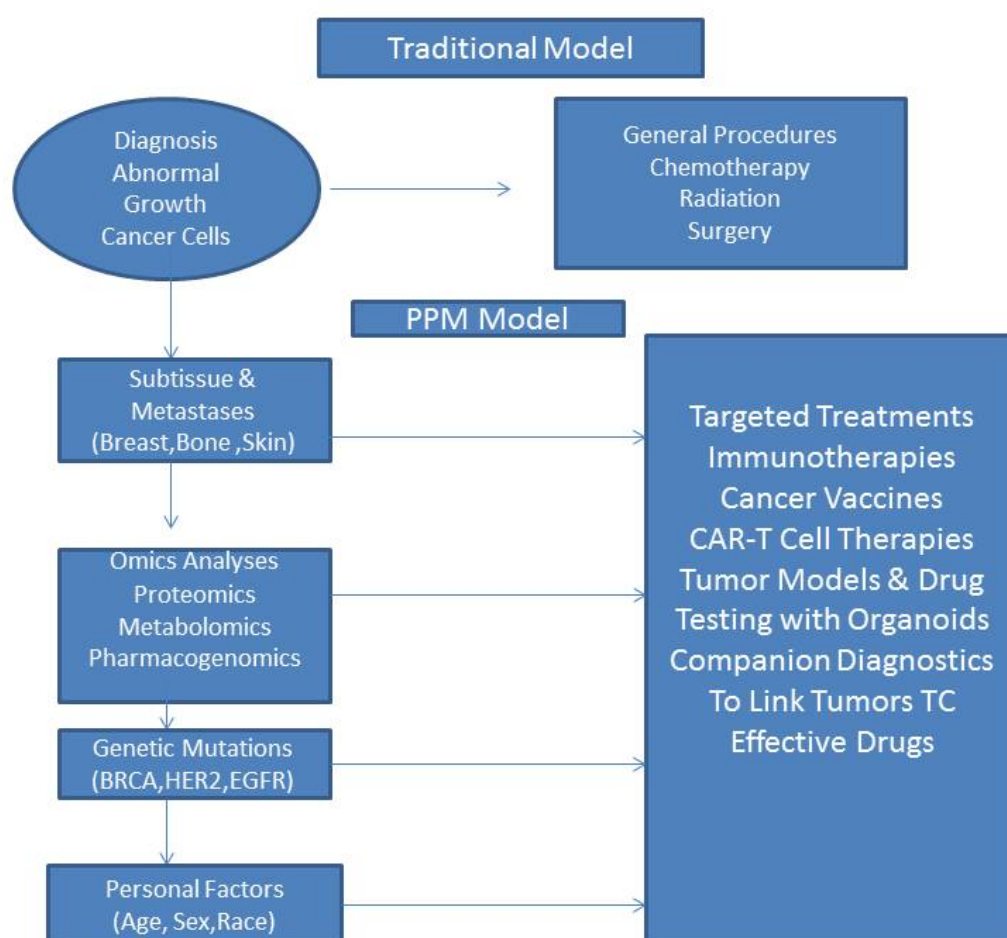 Traditional Model
Diagnosis
Abnormal
Growth
Cancer Cells
General Procedures
Chemotherapy
Radiation
Surgery
PPM Model
Subtissue &
Metastases
(Breast,Bone ,Skin)
Omics Analyses
Proteomics
Metabolomics
Pharmacogenomics
Genetic Mutations
(BRCA,HER2,EGFR)
Personal Factors
(Age, Sex,Race)
Targeted Treatments
Immunotherapies
Cancer Vaccines
CAR-T Cell Therapies
Tumor Models & Drug
Testing with Organoids
Companion Diagnostics
To Link Tumors TC
Effective Drugs